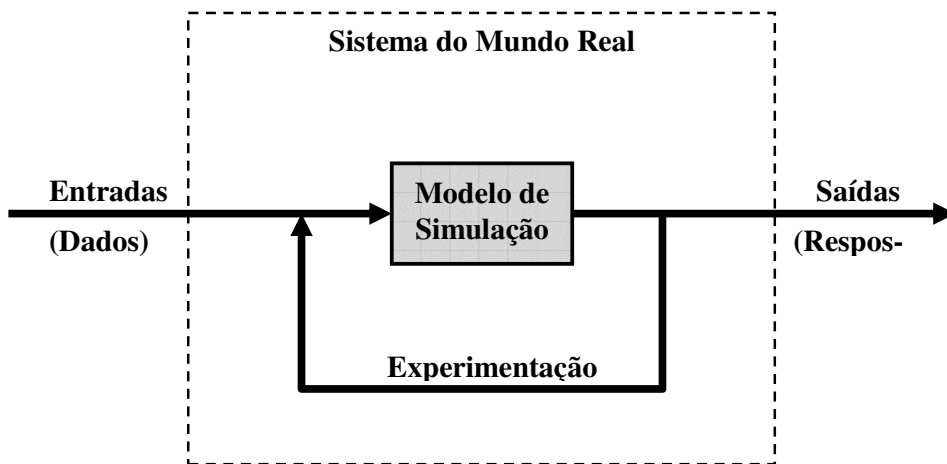 Sistema do Mundo Real
Entradas
(Dados)
Modelo de
Simulação
Saídas
(Respos-
Experimentação